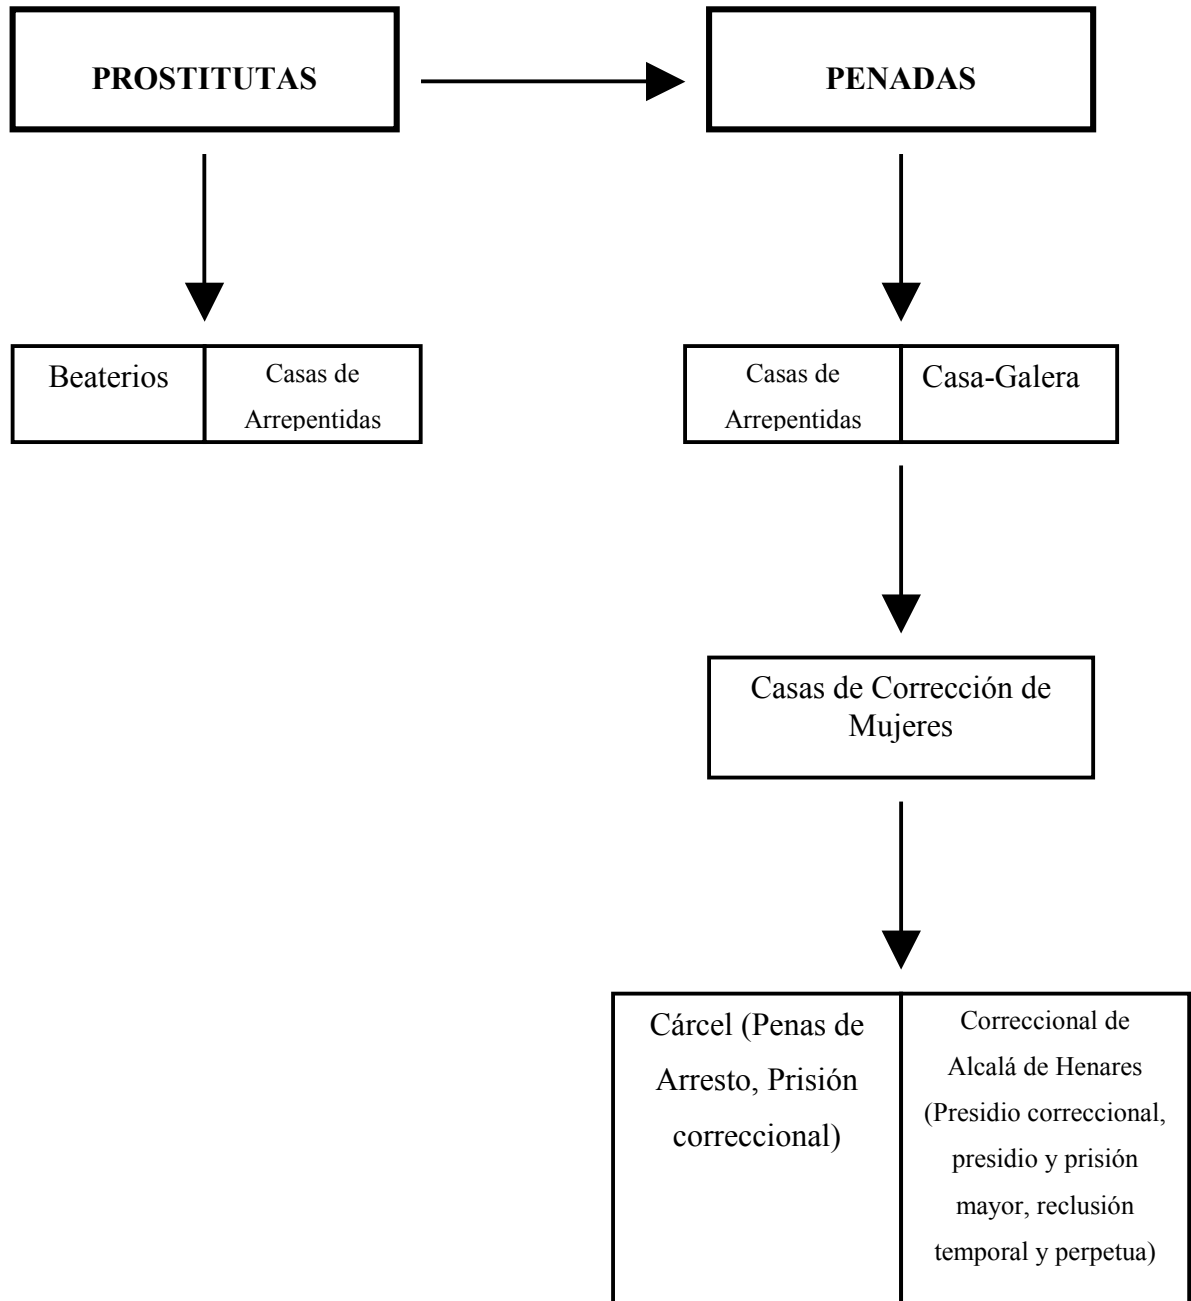 PROSTITUTAS
PENADAS
Beaterios
Casas de
Arrepentidas
Casas de
Arrepentidas
Casa-Galera
Casas de Corrección de
Mujeres
Cárcel (Penas de
Arresto, Prisión
correccional)
Correccional de
Alcalá de Henares
(Presidio correccional,
presidio y prisión
mayor, reclusión
temporal y perpetua)